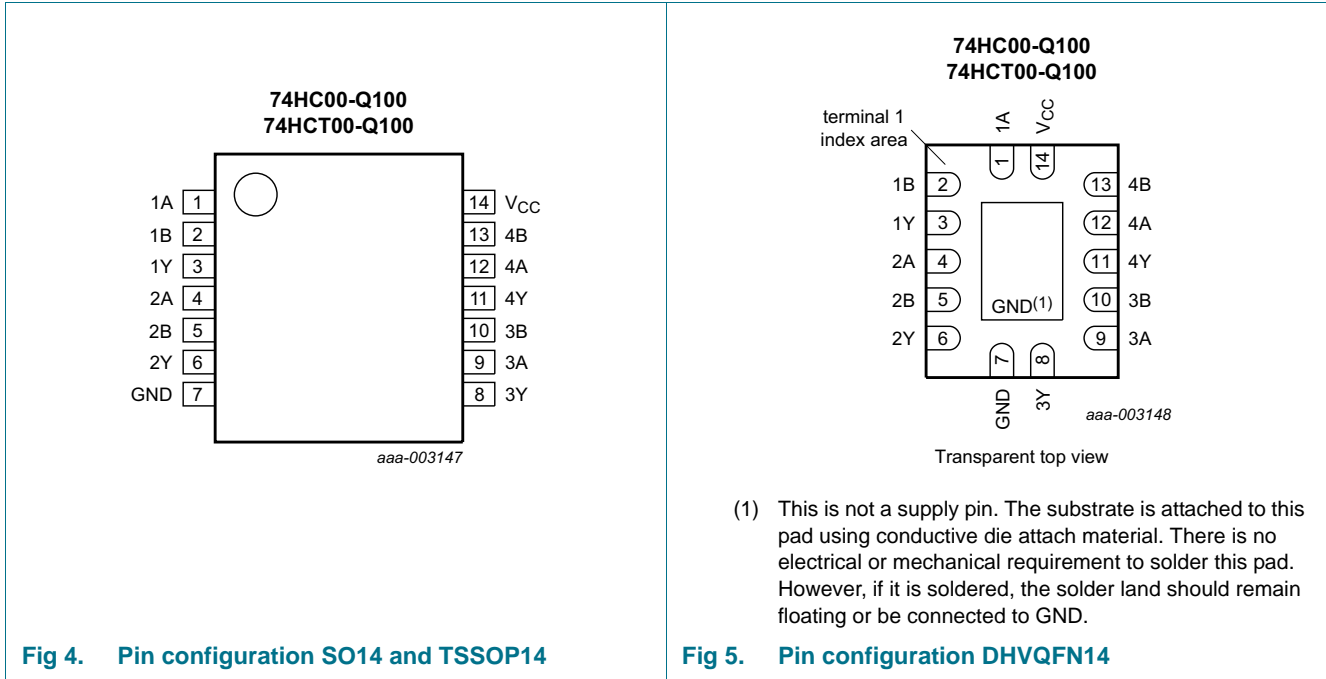 74HC00-Q100
74HCT00-Q100
1A 1
1B 2
1Y 3
2A 4
2B 5
2Y 6
GND 7
14 VCC
13 4B
12 4A
11 4Y
10 3B
9 3A
8 3Y
aaa-003147
Fig 4. Pin configuration SO14 and TSSOP14
74HC00-Q100
74HCT00-Q100
terminal 1
index area
1A
VCC
1
14
1B 2
1Y 3
2A 4
2B 5
2Y 6
13 4B
12 4A
11 4Y
10 3B
9 3A
GND(1)
7
8
GND
3Y
aaa-003148
Transparent top view
(1) This is not a supply pin. The substrate is attached to this
pad using conductive die attach material. There is no
electrical or mechanical requirement to solder this pad.
However, if it is soldered, the solder land should remain
floating or be connected to GND.
Fig 5. Pin configuration DHVQFN14